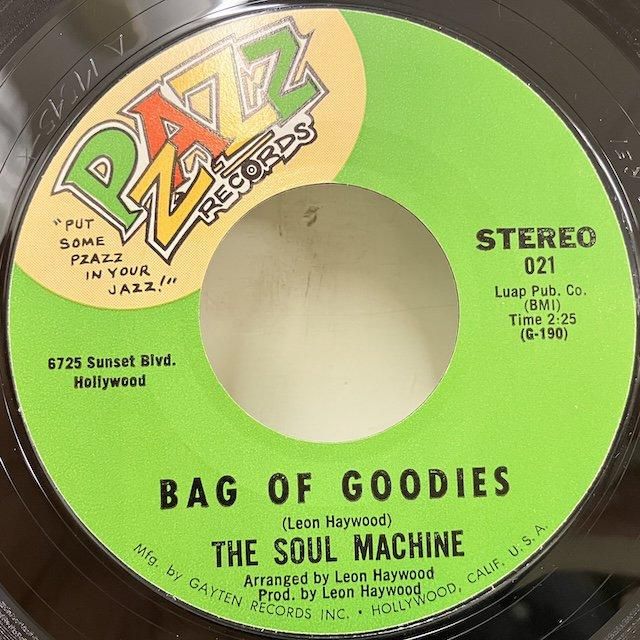 PZAZZ
RECORDS
"PUT
SOME
PZAZZ
IN YOUR
JAZZ!"
STEREO
021
Luap Pub. Co.
(BMI)
Time 2:25
(G-190)
6725 Sunset Blvd.
Hollywood
BAG OF GOODIES
(Leon Haywood)
THE SOUL MACHINE
Arranged by Leon Haywood
Prod. by Leon Haywood
Mfg. by GAYTEN RECORDS INC. • HOLLYWOOD, CALIF. U.S.A.